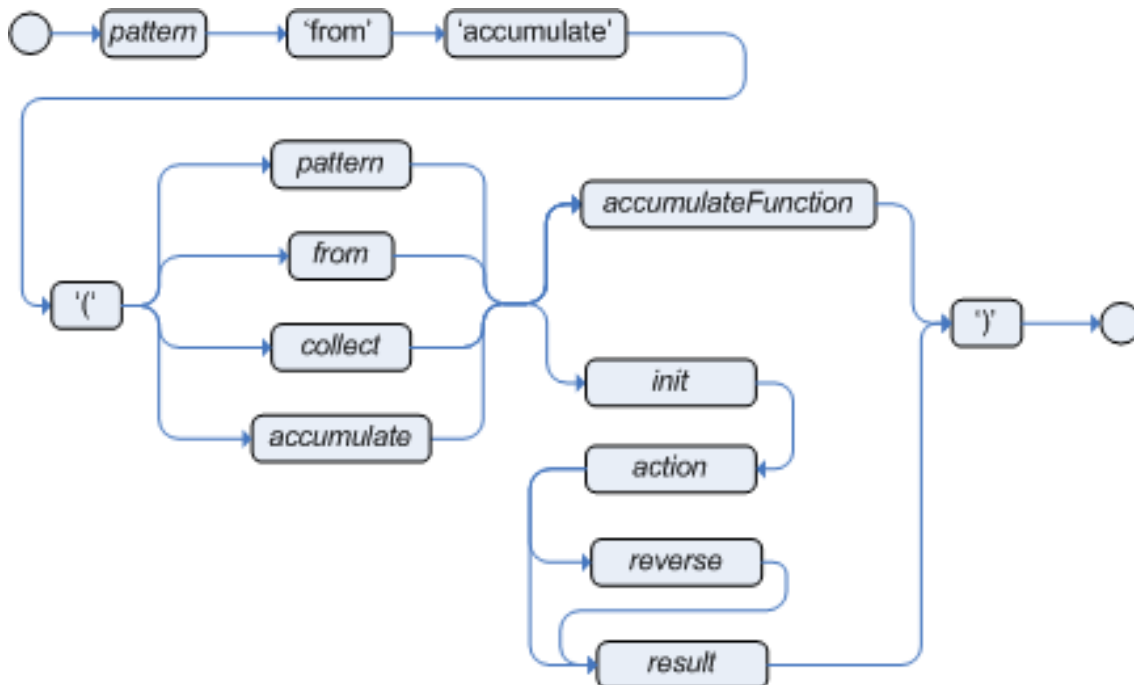 pattern
‘from’
‘accumulate’
pattern
from
collect
accumulate
‘(‘
accumulateFunction
init
action
reverse
result
‘)’